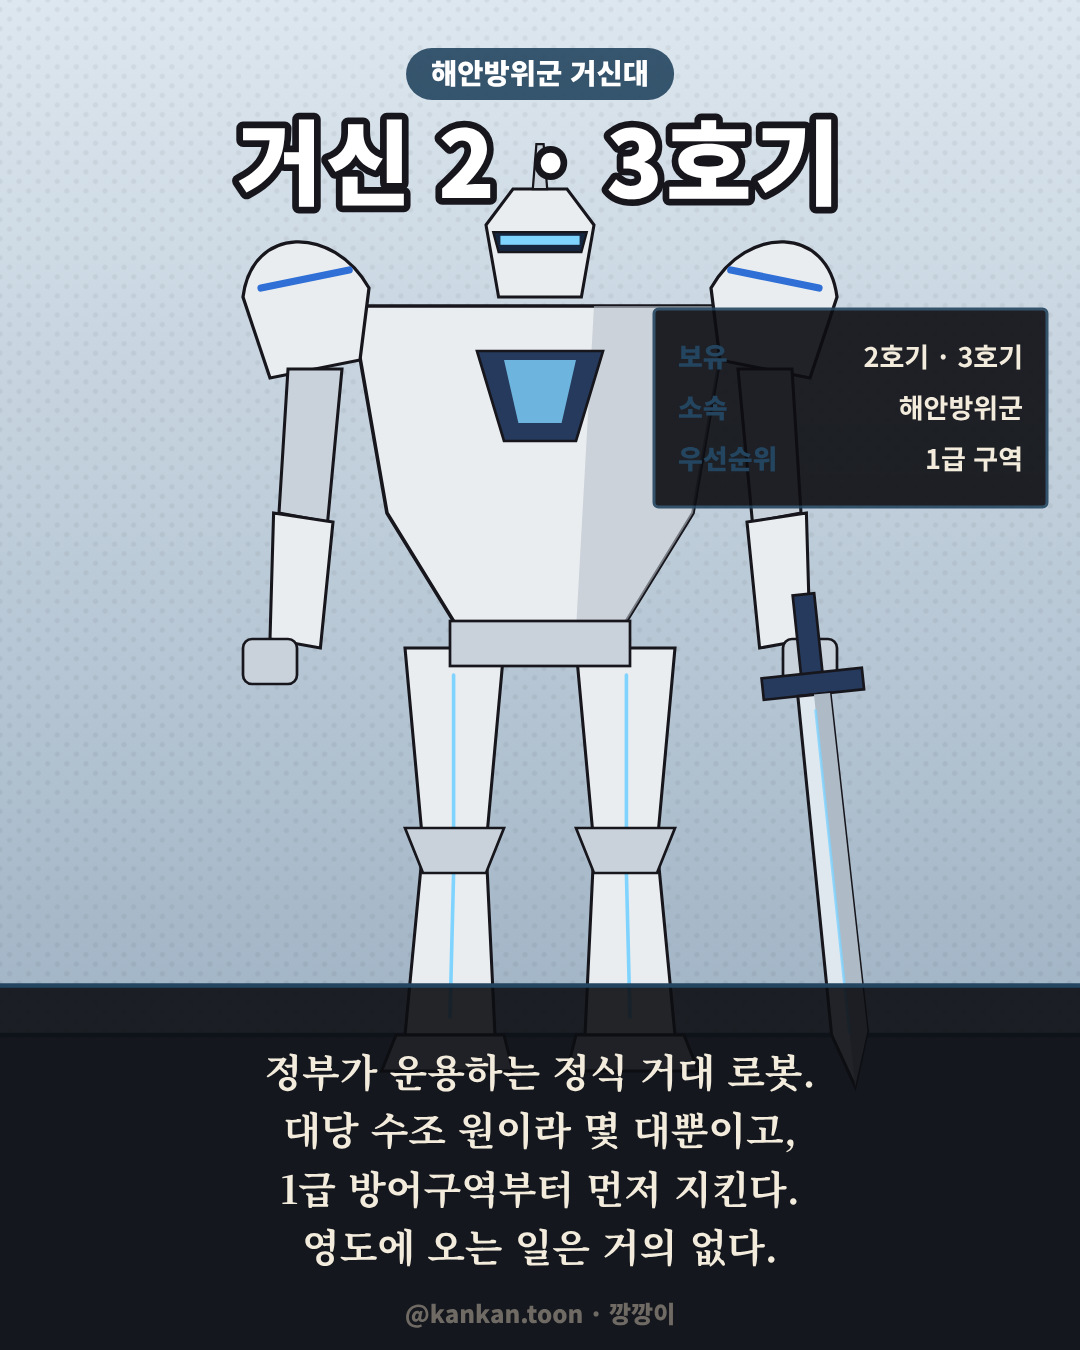 해안방위군 거신대
거신 2 · 3호기
보유 2호기 · 3호기
소속 해안방위군
우선순위 1급 구역
정부가 운용하는 정식 거대 로봇.
대당 수조 원이라 몇 대뿐이고,
1급 방어구역부터 먼저 지킨다.
영도에 오는 일은 거의 없다.
@kankan.toon · 깡깡이